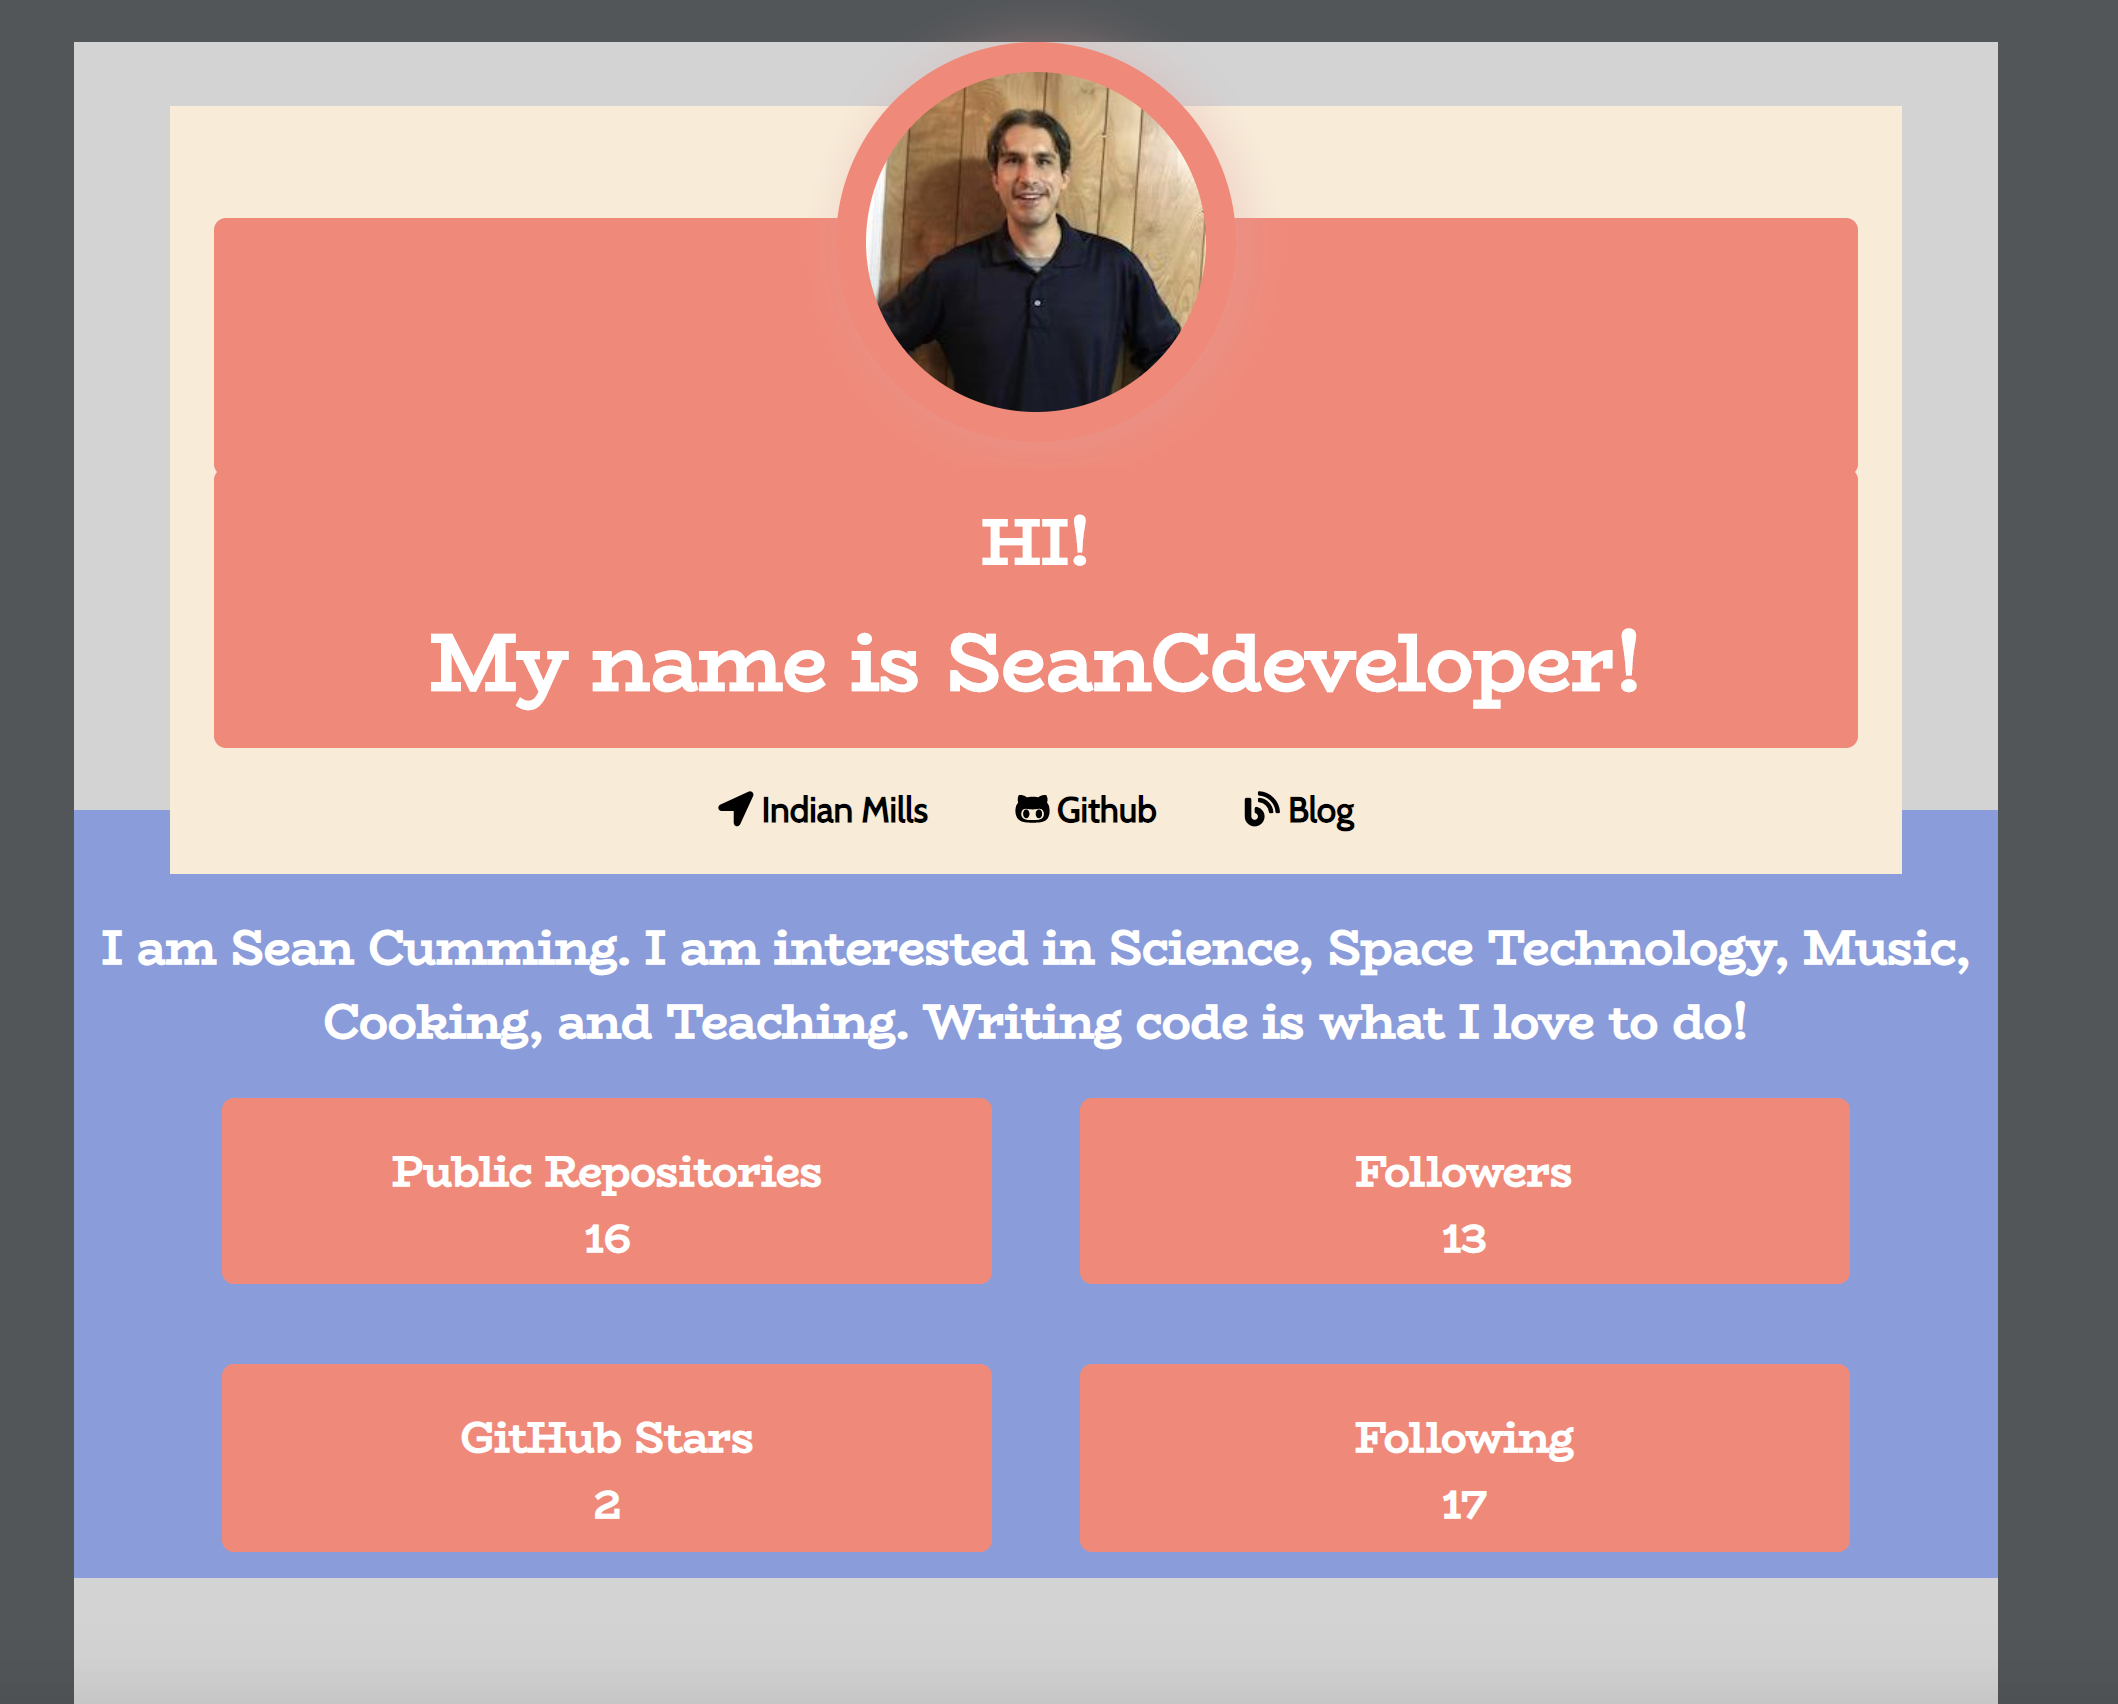 HI!
My name is SeanCdeveloper!
Indian Mills Github Blog
I am Sean Cumming. I am interested in Science, Space Technology, Music,
Cooking, and Teaching. Writing code is what I love to do!
Public Repositories
16
Followers
13
GitHub Stars
2
Following
17